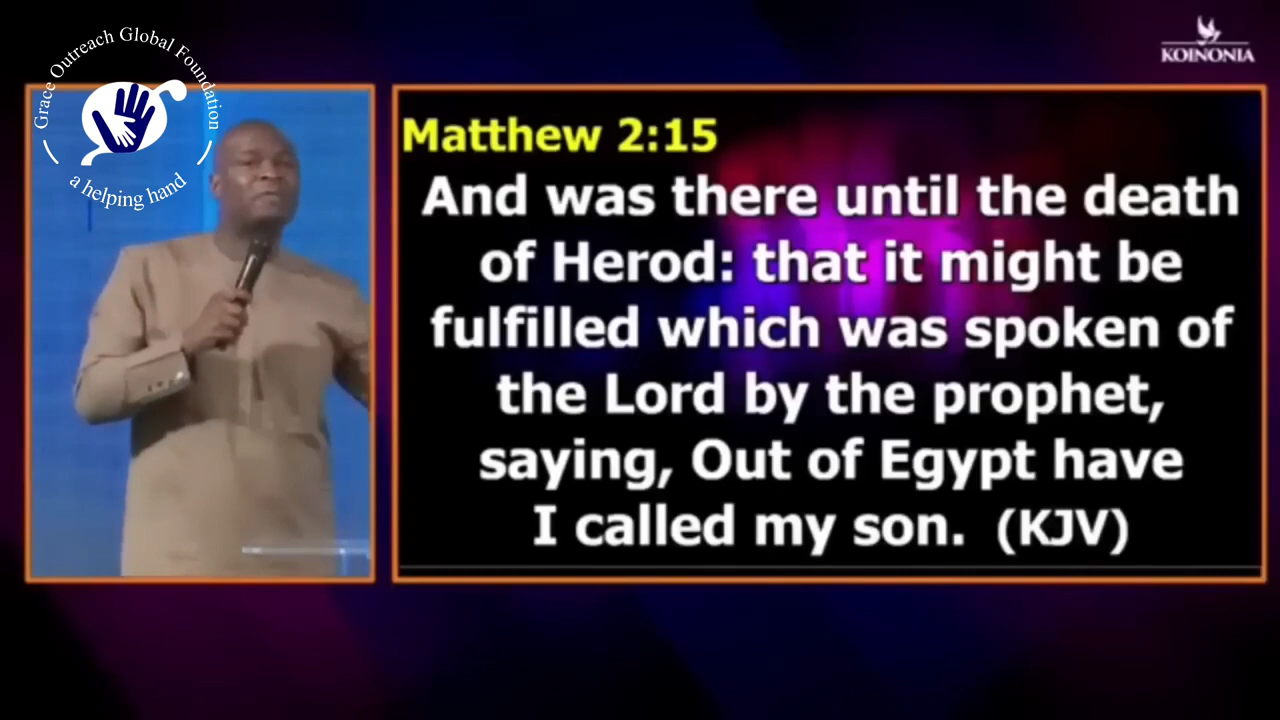 Grace Outreach Global Foundation
a helping hand
KOINONIA
Matthew 2:15
And was there until the death
of Herod: that it might be
fulfilled which was spoken of
the Lord by the prophet,
saying, Out of Egypt have
I called my son. (KJV)